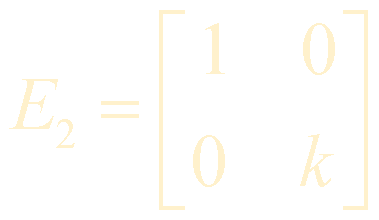 E₂ = [ 1 0
0 k ]